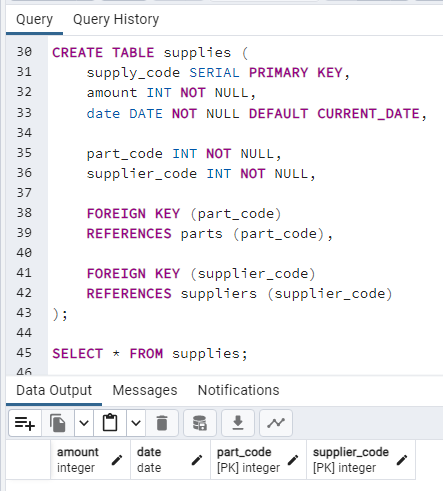 Query Query History
30 CREATE TABLE supplies (
31 supply_code SERIAL PRIMARY KEY,
32 amount INT NOT NULL,
33 date DATE NOT NULL DEFAULT CURRENT_DATE,
34
35 part_code INT NOT NULL,
36 supplier_code INT NOT NULL,
37
38 FOREIGN KEY (part_code)
39 REFERENCES parts (part_code),
40
41 FOREIGN KEY (supplier_code)
42 REFERENCES suppliers (supplier_code)
43 );
44
45 SELECT * FROM supplies;
46
Data Output Messages Notifications
amount date part_code supplier_code
integer date [PK] integer [PK] integer